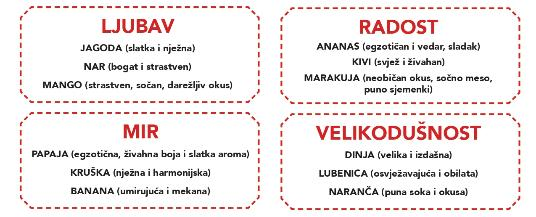 LJUBAV
JAGODA (slatka i nježna)
NAR (bogat i strastven)
MANGO (strastven, sočan, darežljiv okus)
RADOST
ANANAS (egzotičan i vedar, sladak)
KIVI (svjež i živahan)
MARAKUJA (neobičan okus, sočno meso,
puno sjemenki)
MIR
PAPAJA (egzotična, živahna boja i slatka aroma)
KRUŠKA (nježna i harmonijska)
BANANA (umirujuća i mekana)
VELIKODUŠNOST
DINJA (velika i izdašna)
LUBENICA (osvježavajuća i obilata)
NARANČA (puna soka i okusa)